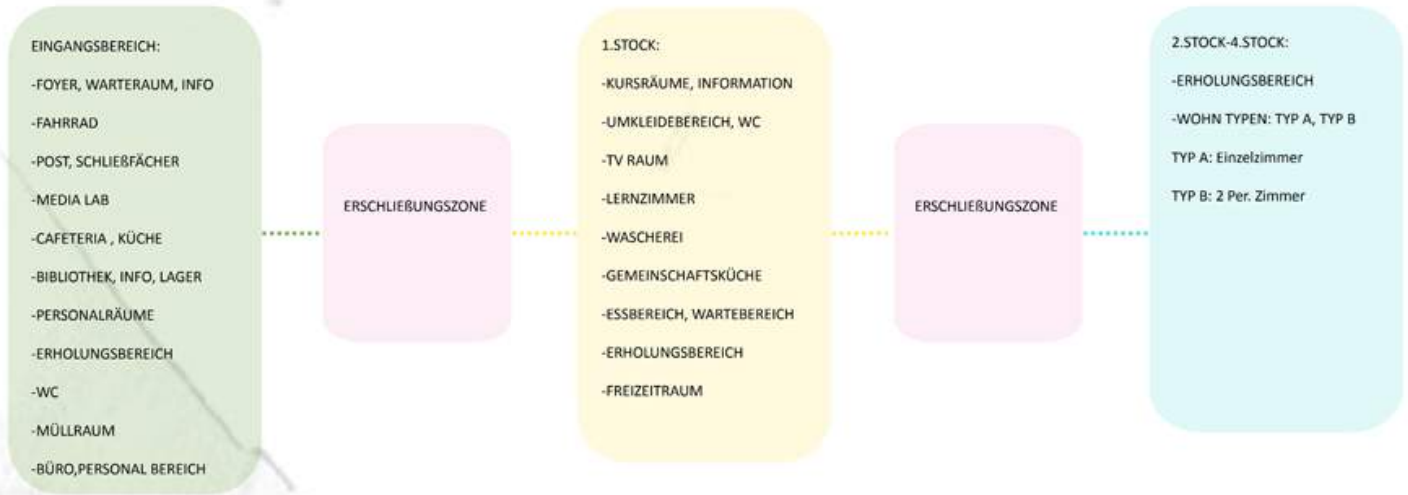 EINGANGSBEREICH:
-FOYER, WARTERAUM, INFO
-FAHRRAD
-POST, SCHLIEßFÄCHER
-MEDIA LAB
-CAFETERIA , KÜCHE
-BIBLIOTHEK, INFO, LAGER
-PERSONALRÄUME
-ERHOLUNGSBEREICH
-WC
-MÜLLRAUM
-BÜRO,PERSONAL BEREICH
ERSCHLIEßUNGSZONE
1.STOCK:
-KURSRÄUME, INFORMATION
-UMKLEIDEBEREICH, WC
-TV RAUM
-LERNZIMMER
-WASCHEREI
-GEMEINSCHAFTSKÜCHE
-ESSBEREICH, WARTEBEREICH
-ERHOLUNGSBEREICH
-FREIZEITRAUM
ERSCHLIEßUNGSZONE
2.STOCK-4.STOCK:
-ERHOLUNGSBEREICH
-WOHN TYPEN: TYP A, TYP B
TYP A: Einzelzimmer
TYP B: 2 Per. Zimmer